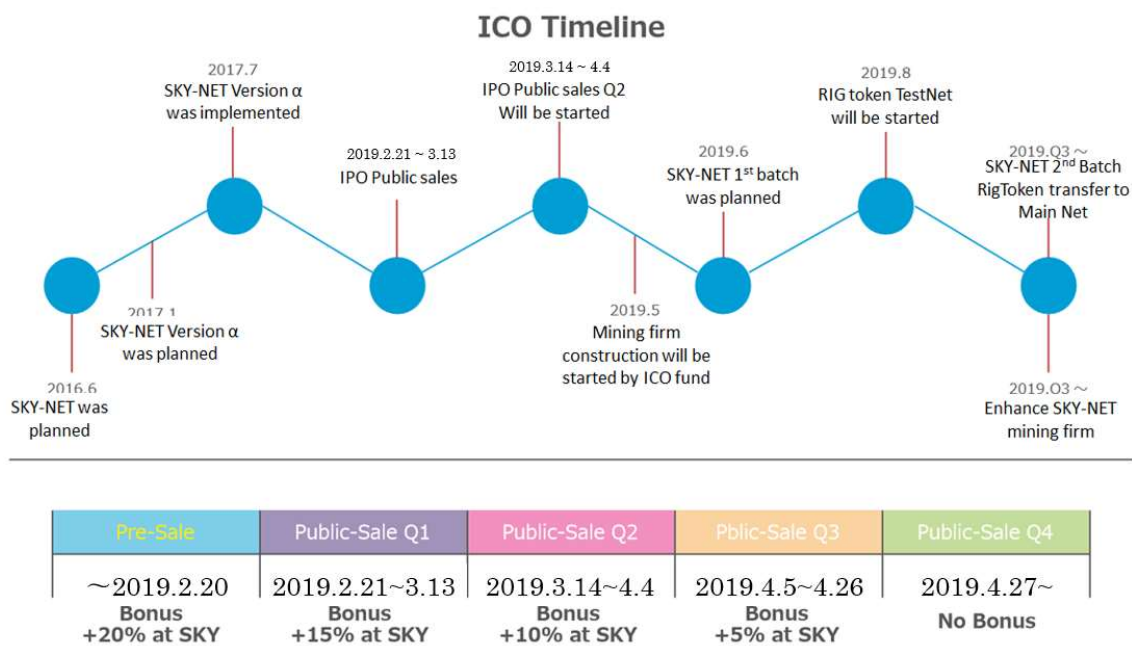 ICO Timeline
2017.7
SKY-NET Version α
was implemented
2019.2.21 ~ 3.13
IPO Public sales
2019.3.14 ~ 4.4
IPO Public sales Q2
Will be started
2019.6
SKY-NET 1st batch
was planned
2019.8
RIG token TestNet
will be started
2019.Q3 ~
SKY-NET 2nd Batch
RigToken transfer to
Main Net
2016.6
SKY-NET was
planned
2017.1
SKY-NET Version α
was planned
2019.5
Mining firm
construction will be
started by ICO fund
2019.Q3 ~
Enhance SKY-NET
mining firm
Pre-Sale
Public-Sale Q1
Public-Sale Q2
Pblic-Sale Q3
Public-Sale Q4
~2019.2.20
2019.2.21~3.13
2019.3.14~4.4
2019.4.5~4.26
2019.4.27~
Bonus
+20% at SKY
Bonus
+15% at SKY
Bonus
+10% at SKY
Bonus
+5% at SKY
No Bonus